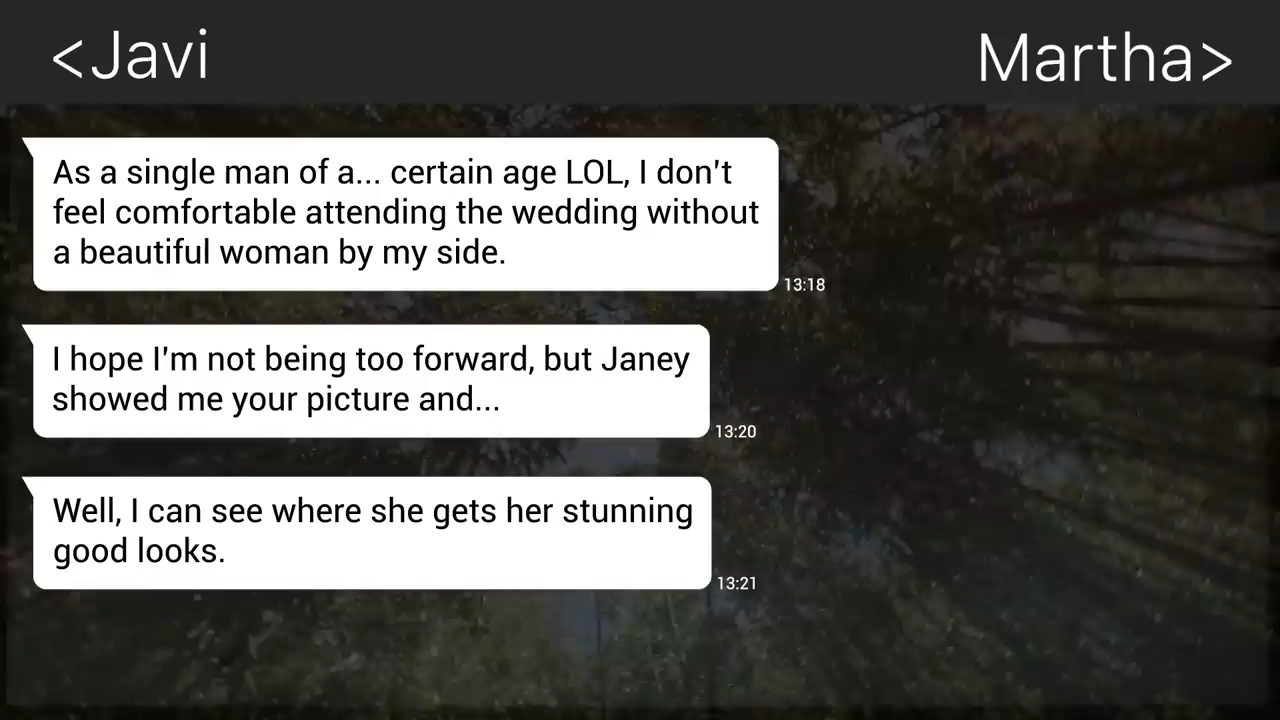 <Javi
Martha>
As a single man of a... certain age LOL, I don't
feel comfortable attending the wedding without
a beautiful woman by my side.
13:18
I hope I'm not being too forward, but Janey
showed me your picture and...
13:20
Well, I can see where she gets her stunning
good looks.
13:21